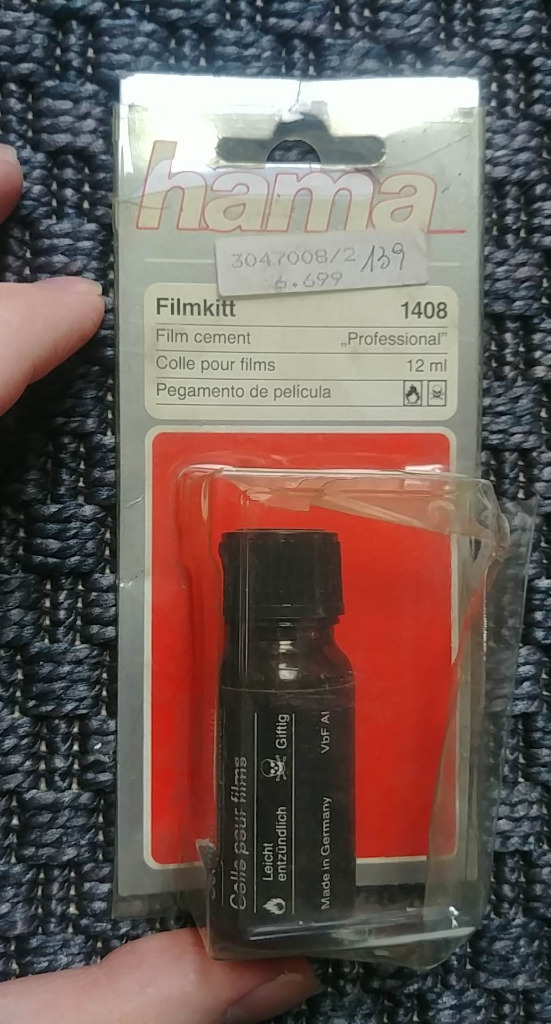 hama
3047008/2 139
6.699
Filmkitt 1408
Film cement „Professional”
Colle pour films 12 ml
Pegamento de película
Colle pour films
Leicht
entzündlich
Giftig
Made in Germany VbF AI